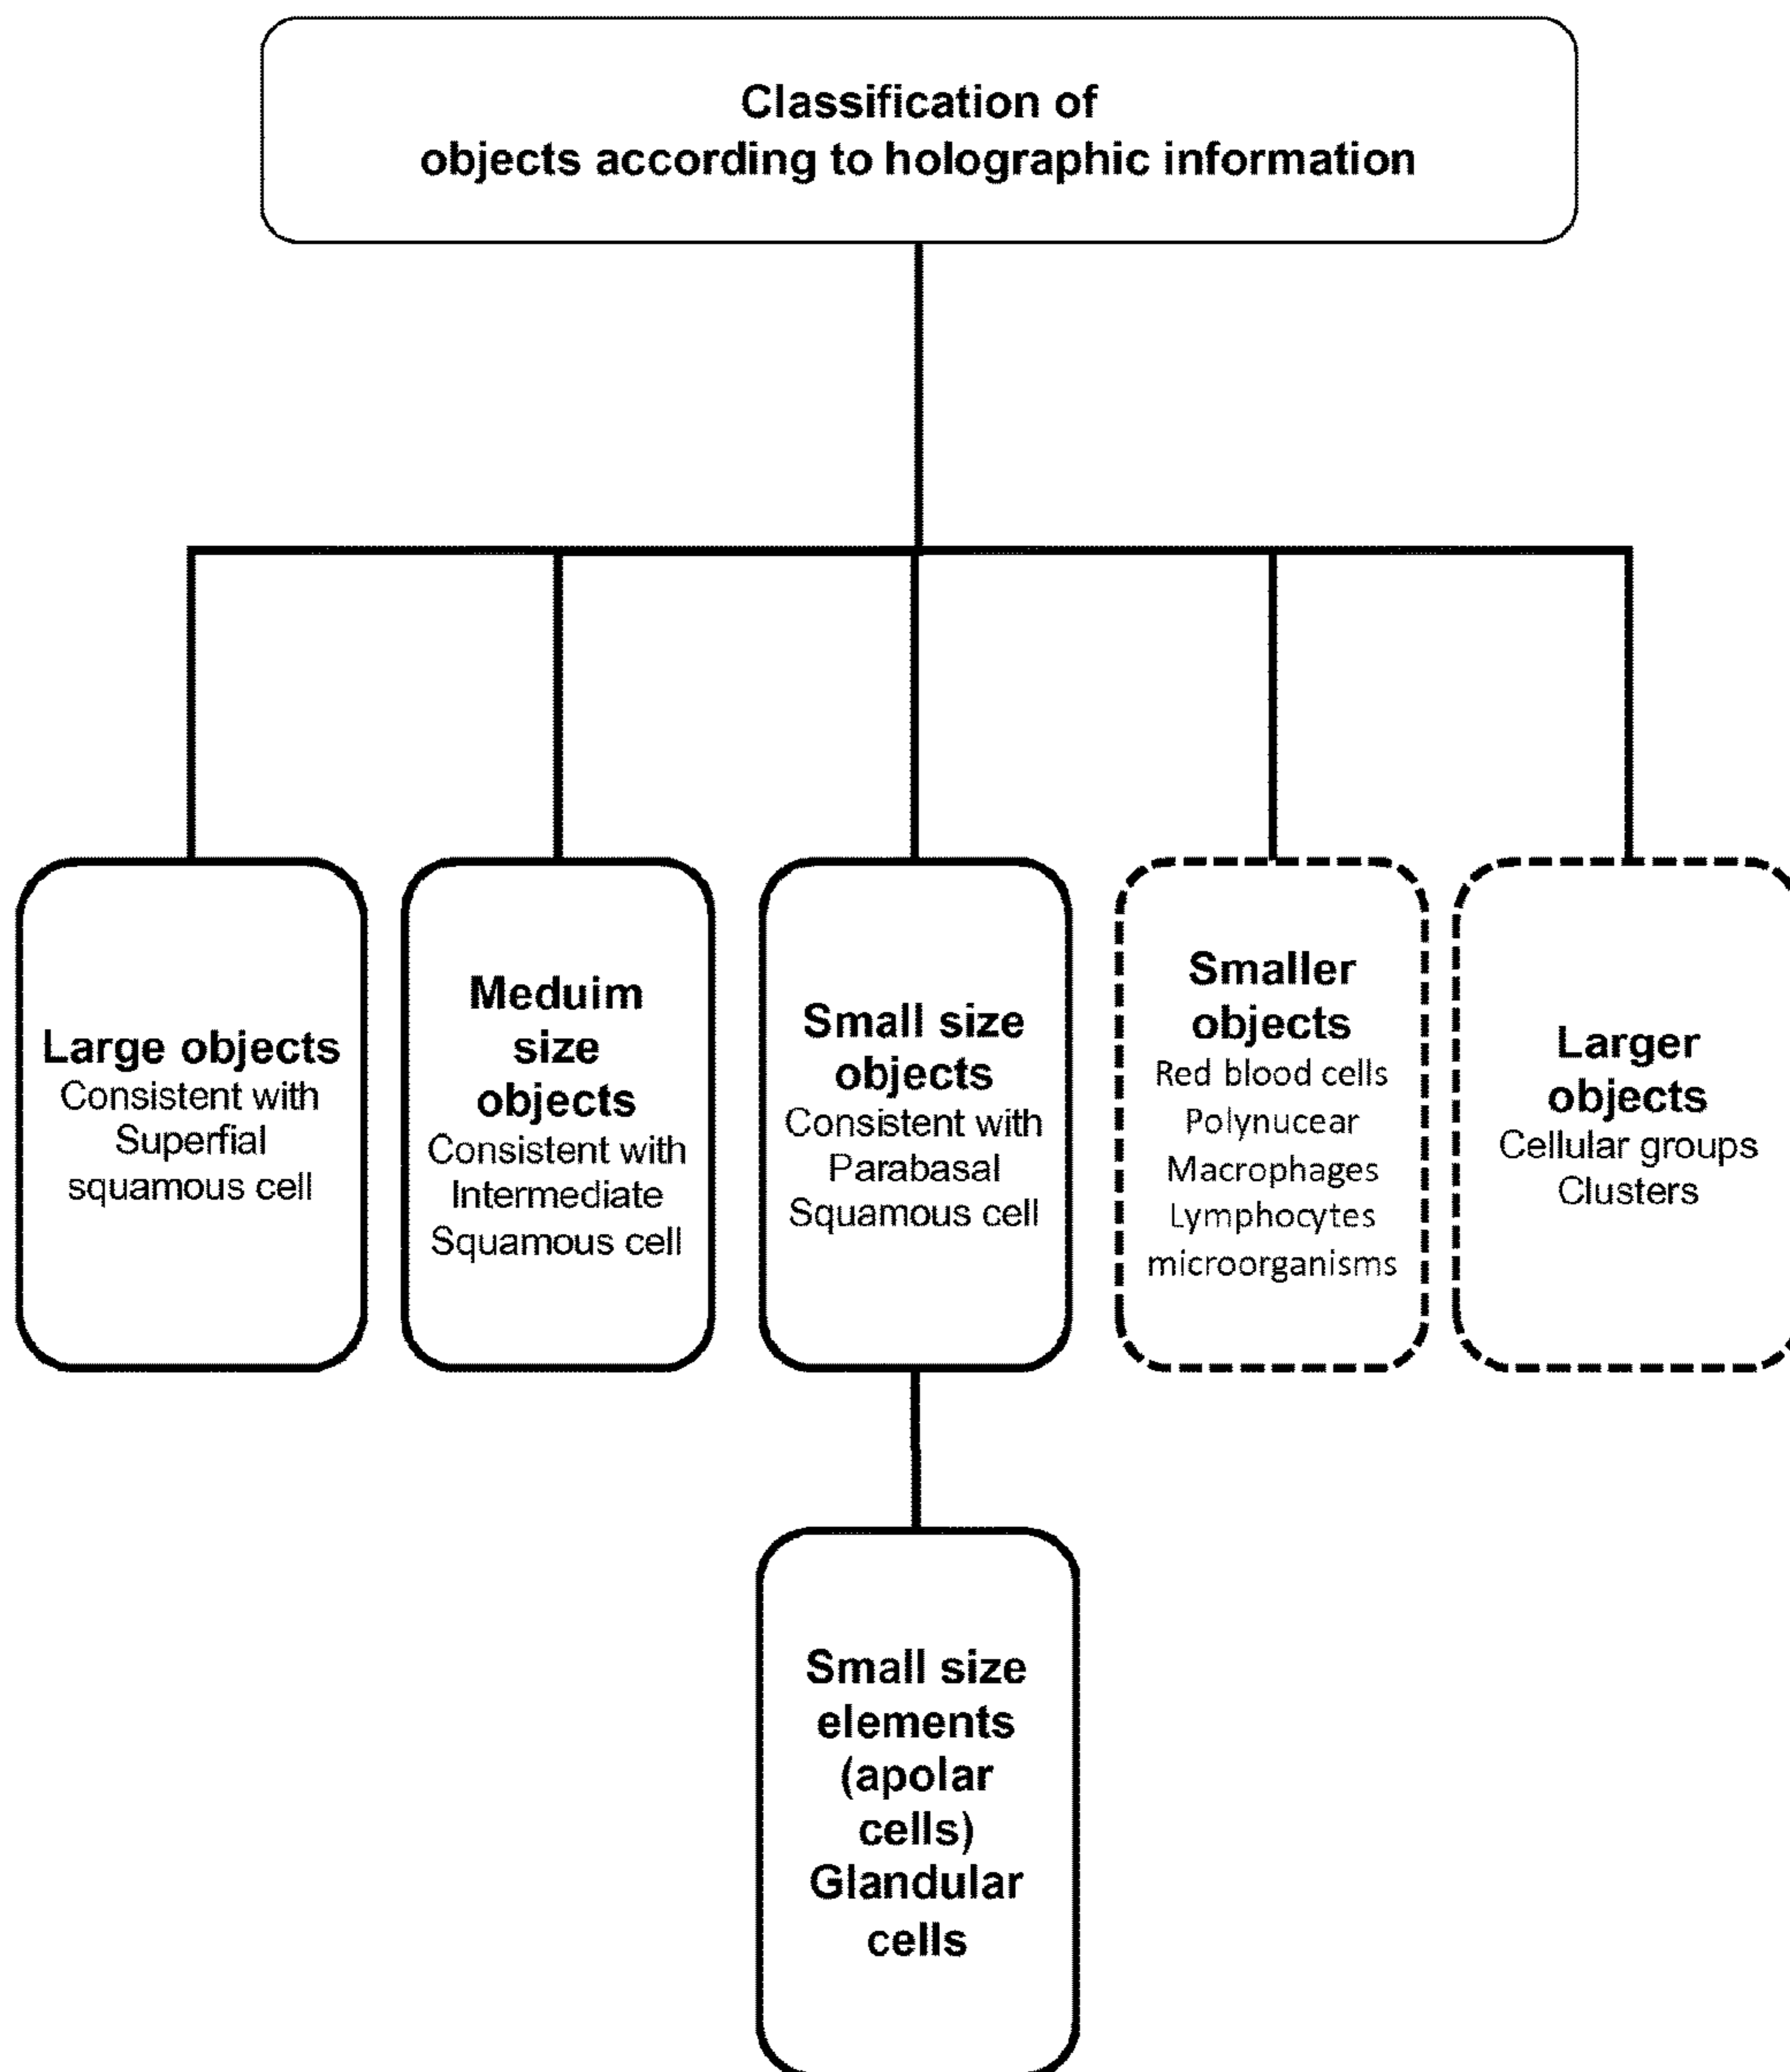 Classification of
objects according to holographic information
Large objects
Consistent with
Superfial
squamous cell
Meduim
size
objects
Consistent with
Intermediate
Squamous cell
Small size
objects
Consistent with
Parabasal
Squamous cell
Smaller
objects
Red blood cells
Polynucear
Macrophages
Lymphocytes
microorganisms
Larger
objects
Cellular groups
Clusters
Small size
elements
(apolar
cells)
Glandular
cells